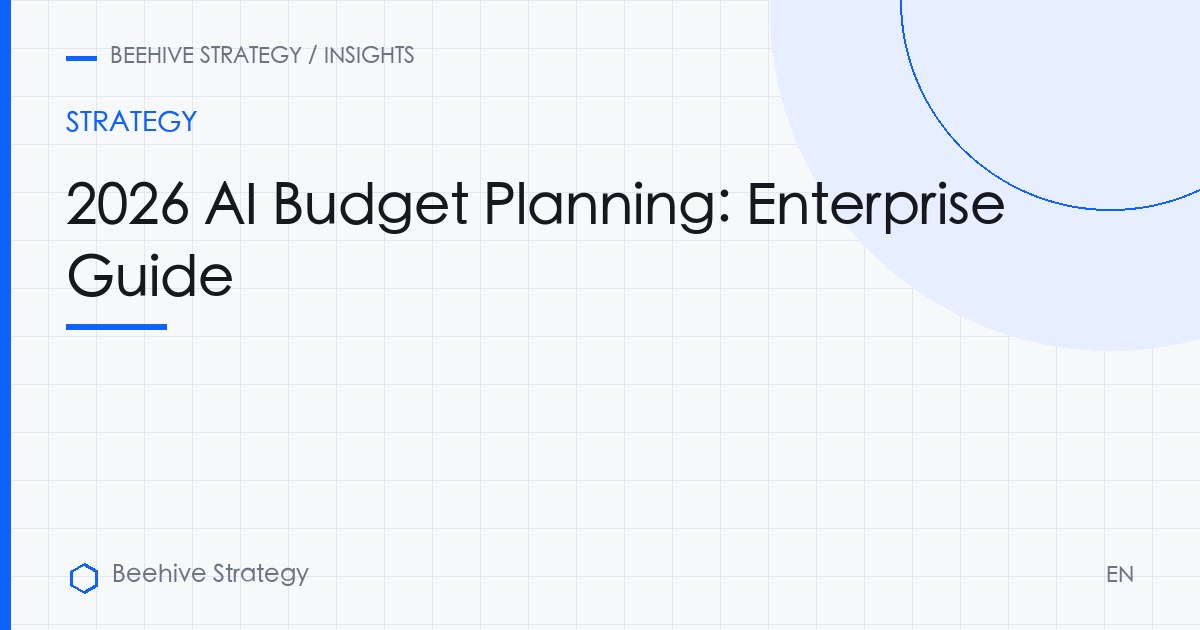 BEEHIVE STRATEGY / INSIGHTS
STRATEGY
2026 AI Budget Planning: Enterprise
Guide
Beehive Strategy
EN